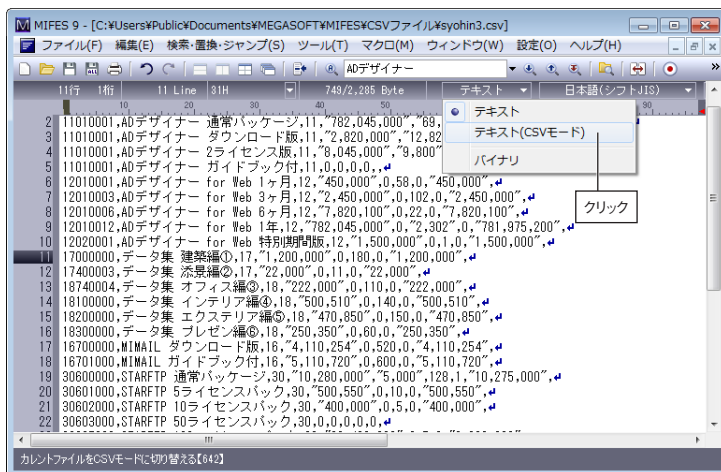 MIFES 9 - [C:¥Users¥Public¥Documents¥MEGASOFT¥MIFES¥CSVファイル¥syohin3.csv]
ファイル(F) 編集(E) 検索・置換・ジャンプ(S) ツール(T) マクロ(M) ウィンドウ(W) 設定(O) ヘルプ(H)
ADデザイナー
11行 1桁 11 Line 31H 749/2,285 Byte テキスト 日本語(シフトJIS)
10 20 30 40 90
テキスト
テキスト(CSVモード)
バイナリ
クリック
2 11010001,ADデザイナー 通常パッケージ,11,"782,045,000","69,
3 11010001,ADデザイナー ダウンロード版,11,"2,820,000","12,82
4 11010001,ADデザイナー 2ライセンス版,11,"8,045,000","9,800"
5 11010001,ADデザイナー ガイドブック付,11,0,0,0,0,,
6 12010001,ADデザイナー for Web 1ヶ月,12,"450,000",0,58,0,"450,000",
7 12010003,ADデザイナー for Web 3ヶ月,12,"2,450,000",0,102,0,"2,450,000",
8 12010006,ADデザイナー for Web 6ヶ月,12,"7,820,100",0,22,0,"7,820,100",
9 12010012,ADデザイナー for Web 1年,12,"782,045,000",0,"2,302",0,"781,975,200",
10 12020001,ADデザイナー for Web 特別期間版,12,"1,500,000",0,1,0,"1,500,000",
11 17000000,データ集 建築編①,17,"1,200,000",0,180,0,"1,200,000",
12 17400003,データ集 添景編②,17,"22,000",0,11,0,"22,000",
13 18740004,データ集 オフィス編③,18,"222,000",0,110,0,"222,000",
14 18100000,データ集 インテリア編④,18,"500,510",0,140,0,"500,510",
15 18200000,データ集 エクステリア編⑤,18,"470,850",0,150,0,"470,850",
16 18300000,データ集 プレゼン編⑥,18,"250,350",0,60,0,"250,350",
17 16700000,MIMAIL ダウンロード版,16,"4,110,254",0,520,0,"4,110,254",
18 16701000,MIMAIL ガイドブック付,16,"5,110,720",0,600,0,"5,110,720",
19 30600000,STARFTP 通常パッケージ,30,"10,280,000","5,000",128,1,"10,275,000",
20 30601000,STARFTP 5ライセンスパック,30,"500,550",0,10,0,"500,550",
21 30602000,STARFTP 10ライセンスパック,30,"400,000",0,5,0,"400,000",
22 30603000,STARFTP 50ライセンスパック,30,0,0,0,0,0,
カレントファイルをCSVモードに切り替える【642】